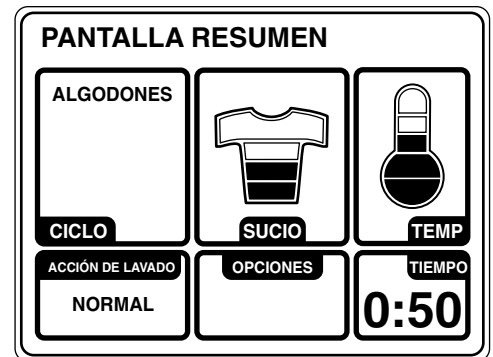 PANTALLA RESUMEN
ALGODONES
CICLO
SUCIO
TEMP
ACCIÓN DE LAVADO
NORMAL
OPCIONES
TIEMPO
0:50